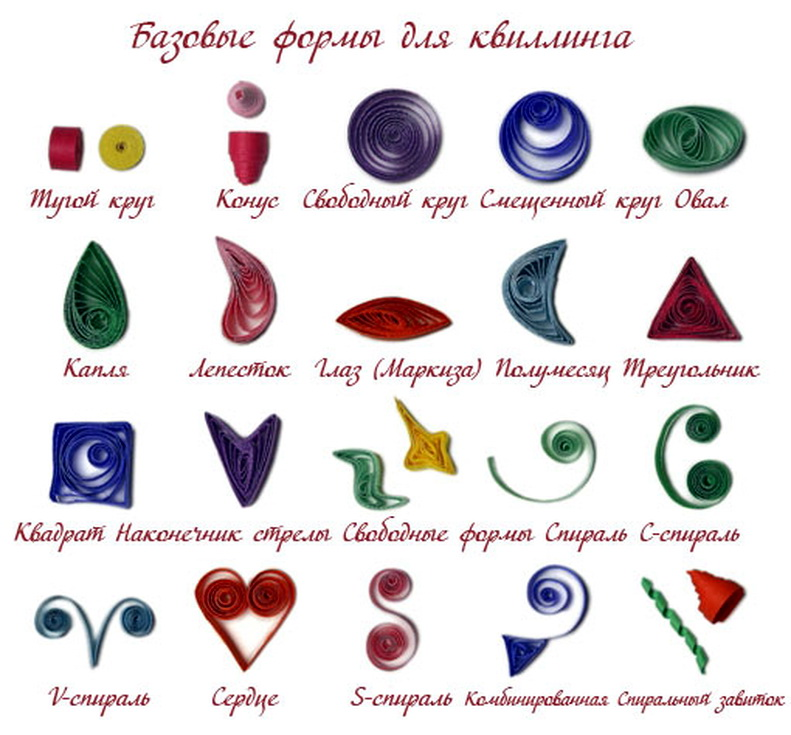 Базовые формы для квиллинга
Тугой круг Конус Свободный круг Смещенный круг Овал
Капля Лепесток Глаз (Маркиза) Полумесяц Треугольник
Квадрат Наконечник стрелы Свободные формы Спираль С-спираль
V-спираль Сердце S-спираль Комбинированная Спиральный завиток